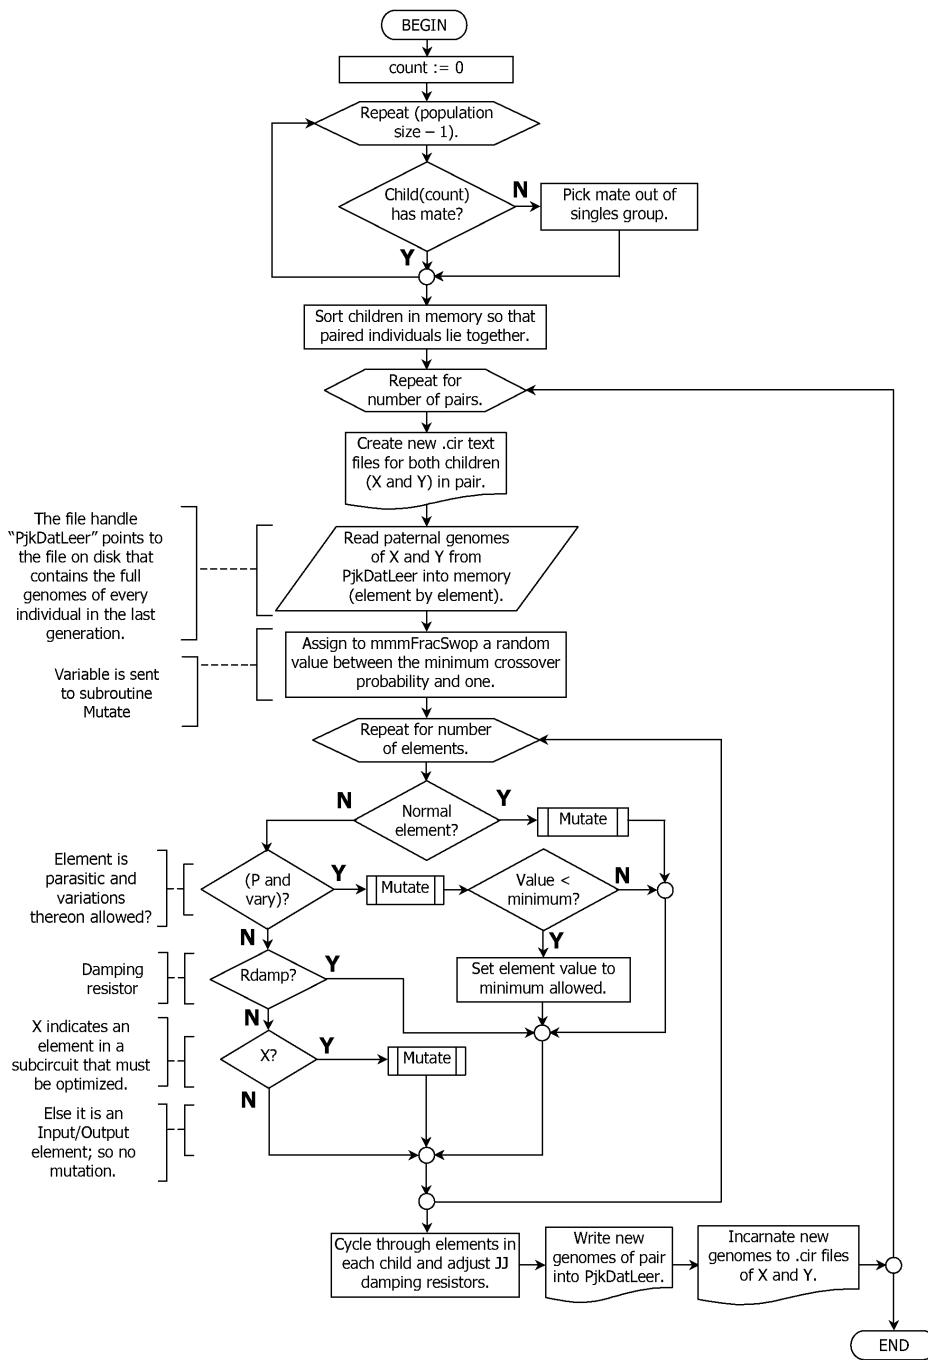 BEGIN
count := 0
Repeat (population
size – 1).
Child(count)
has mate?
N
Pick mate out of
singles group.
Y
Sort children in memory so that
paired individuals lie together.
Repeat for
number of pairs.
Create new .cir text
files for both children
(X and Y) in pair.
The file handle
“PjkDatLeer” points to
the file on disk that
contains the full
genomes of every
individual in the last
generation.
Read paternal genomes
of X and Y from
PjkDatLeer into memory
(element by element).
Variable is sent
to subroutine
Mutate
Assign to mmmFracSwop a random
value between the minimum crossover
probability and one.
Repeat for number
of elements.
N
Normal
element?
Y
Mutate
Element is
parasitic and
variations
thereon allowed?
(P and
vary)?
Y
Mutate
Value <
minimum?
N
N
Y
Damping
resistor
Rdamp?
Y
Set element value to
minimum allowed.
N
X indicates an
element in a
subcircuit that must
be optimized.
X?
Y
Mutate
N
Else it is an
Input/Output
element; so no
mutation.
Cycle through elements in
each child and adjust JJ
damping resistors.
Write new
genomes of pair
into PjkDatLeer.
Incarnate new
genomes to .cir files
of X and Y.
END